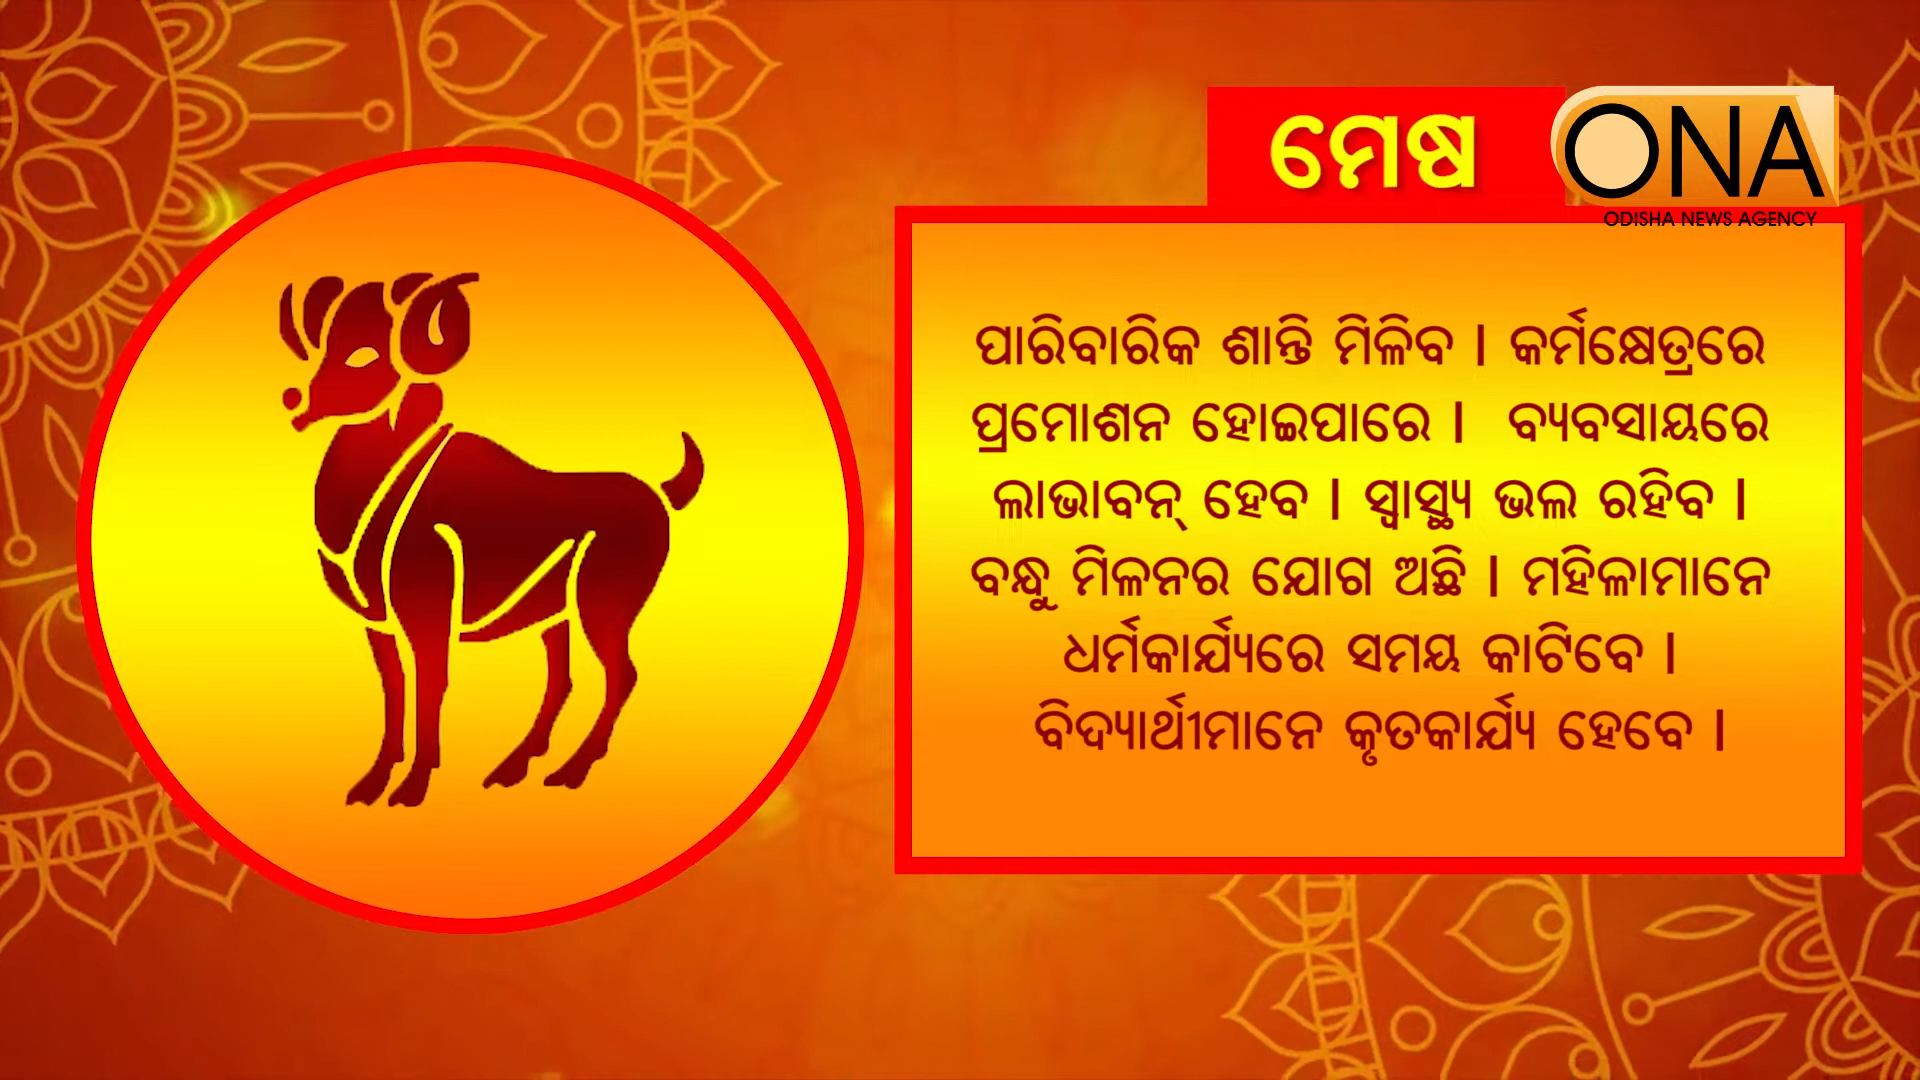 ମେଷ
ONA
ODISHA NEWS AGENCY
ପାରିବାରିକ ଶାନ୍ତି ମିଳିବ । କର୍ମକ୍ଷେତ୍ରରେ
ପ୍ରମୋଶନ ହୋଇପାରେ । ବ୍ୟବସାୟରେ
ଲାଭାବନ୍ ହେବ । ସ୍ୱାସ୍ଥ୍ୟ ଭଲ ରହିବ ।
ବନ୍ଧୁ ମିଳନର ଯୋଗ ଅଛି । ମହିଳାମାନେ
ଧର୍ମକାର୍ଯ୍ୟରେ ସମୟ କାଟିବେ ।
ବିଦ୍ୟାର୍ଥୀମାନେ କୃତକାର୍ଯ୍ୟ ହେବେ ।